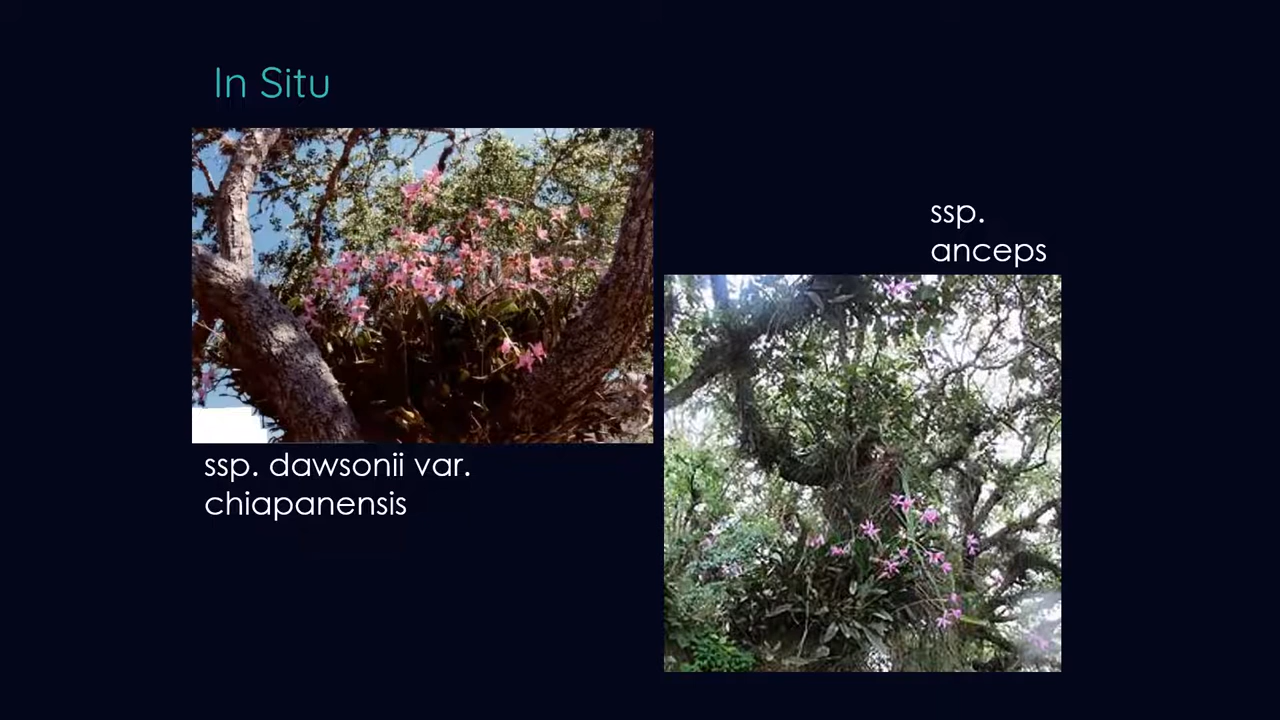 In Situ
ssp.
anceps
ssp. dawsonii var.
chiapanensis